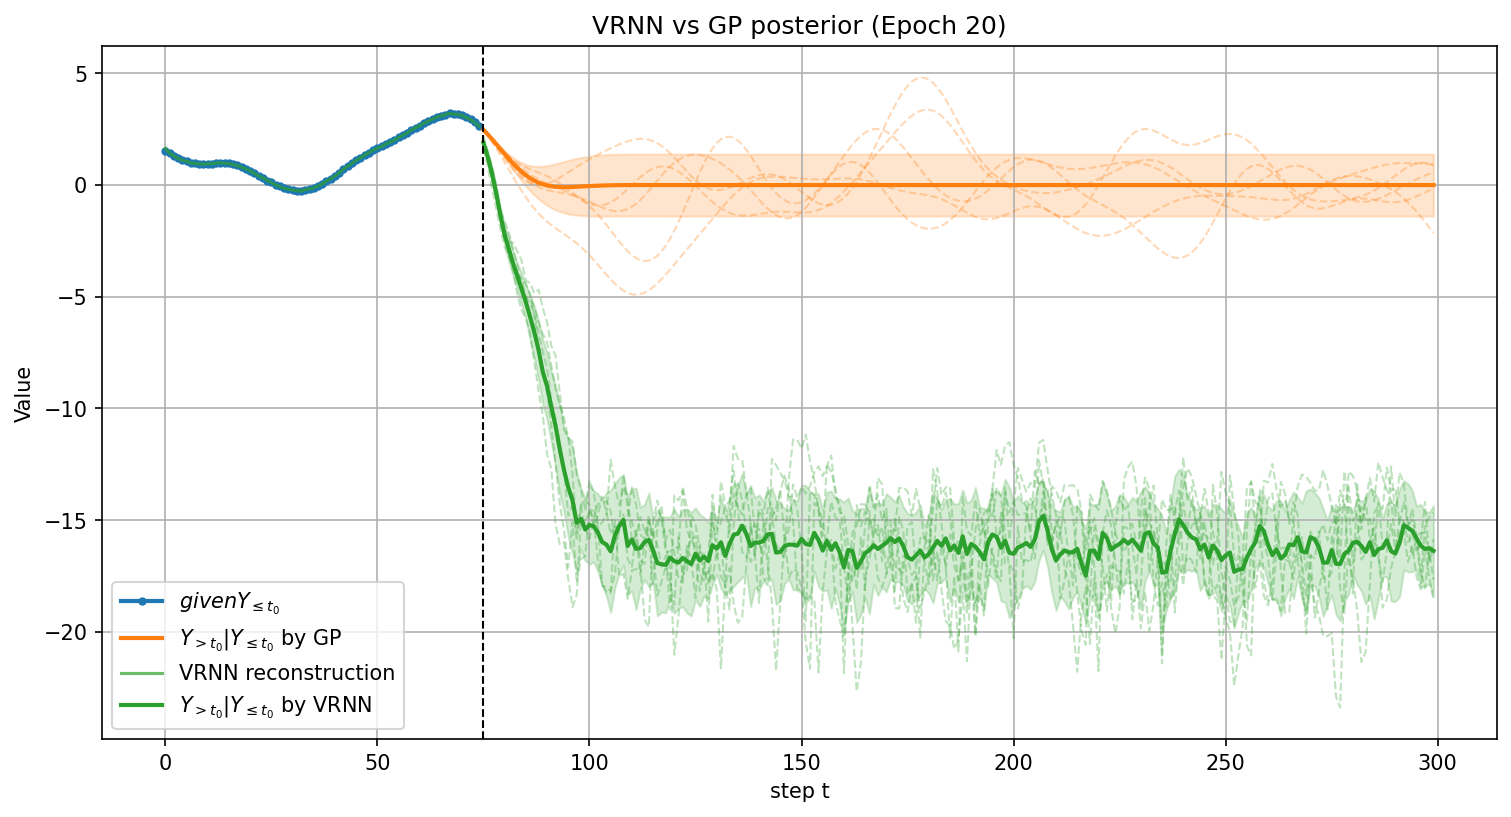 VRNN vs GP posterior (Epoch 20)
Value
5
0
−5
−10
−15
−20
givenY≤t₀
Y>t₀|Y≤t₀ by GP
VRNN reconstruction
Y>t₀|Y≤t₀ by VRNN
0 50 100 150 200 250 300
step t